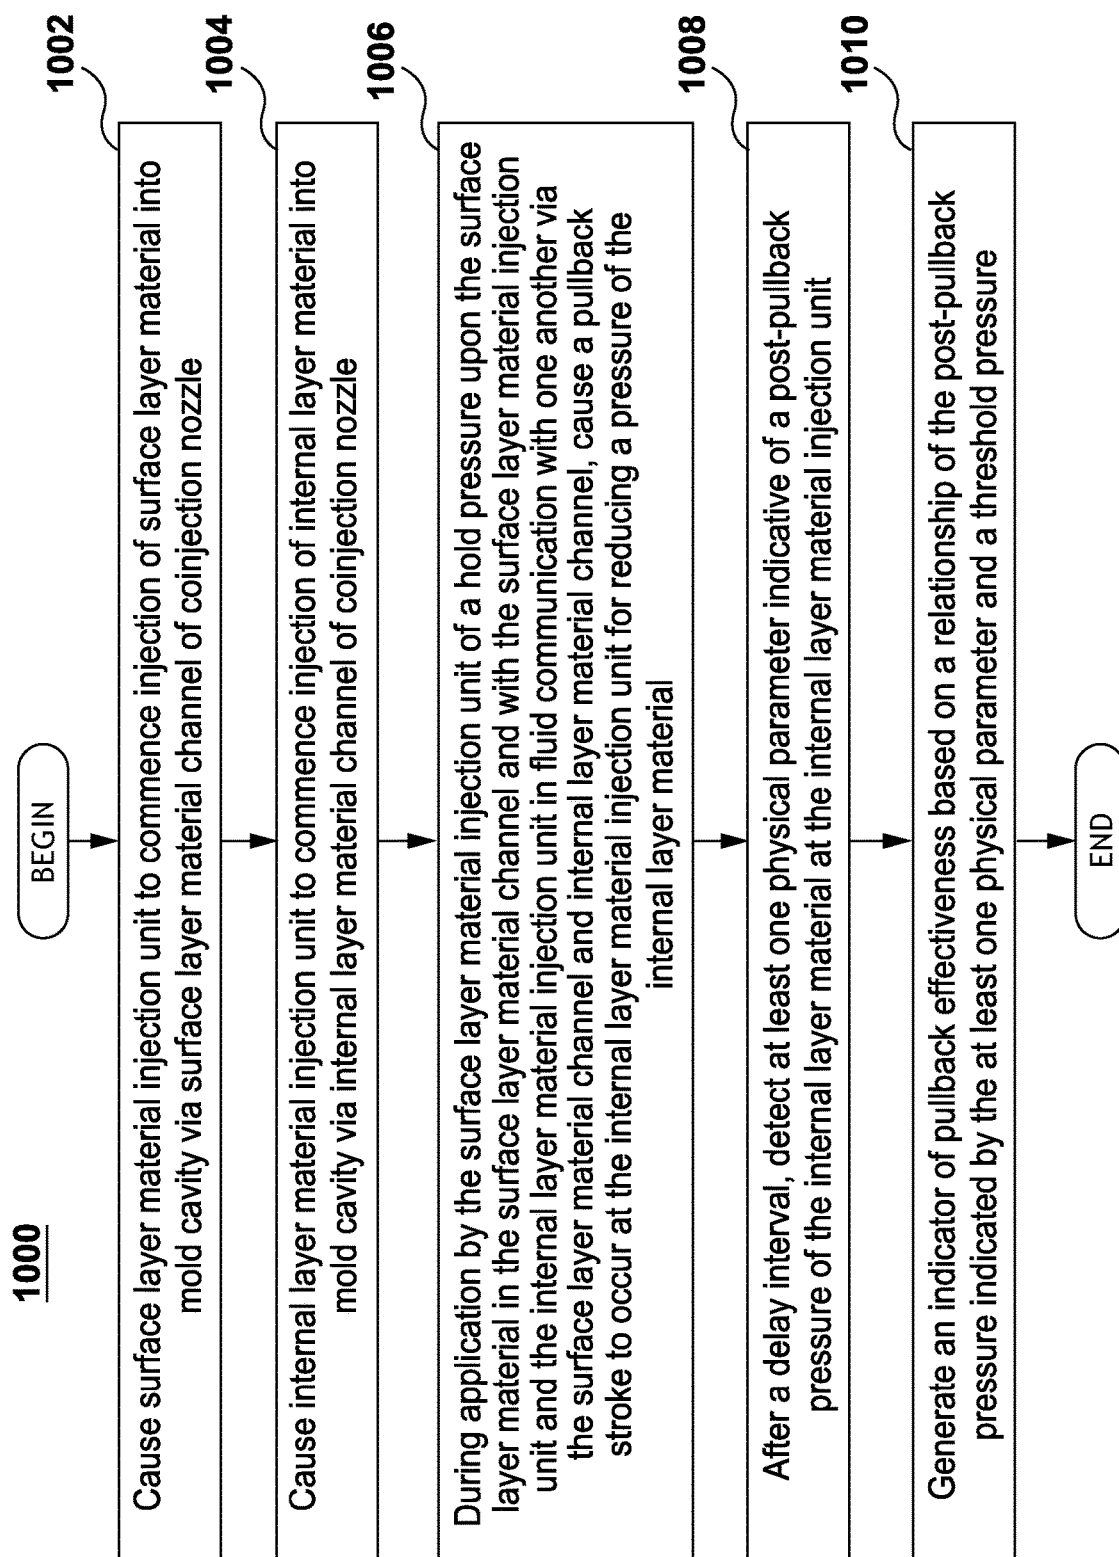 1000
BEGIN
1002
Cause surface layer material injection unit to commence injection of surface layer material into
mold cavity via surface layer material channel of coinjection nozzle
1004
Cause internal layer material injection unit to commence injection of internal layer material into
mold cavity via internal layer material channel of coinjection nozzle
1006
During application by the surface layer material injection unit of a hold pressure upon the surface
layer material in the surface layer material channel and with the surface layer material injection
unit and the internal layer material injection unit in fluid communication with one another via
the surface layer material channel and internal layer material channel, cause a pullback
stroke to occur at the internal layer material injection unit for reducing a pressure of the
internal layer material
1008
After a delay interval, detect at least one physical parameter indicative of a post-pullback
pressure of the internal layer material at the internal layer material injection unit
1010
Generate an indicator of pullback effectiveness based on a relationship of the post-pullback
pressure indicated by the at least one physical parameter and a threshold pressure
END